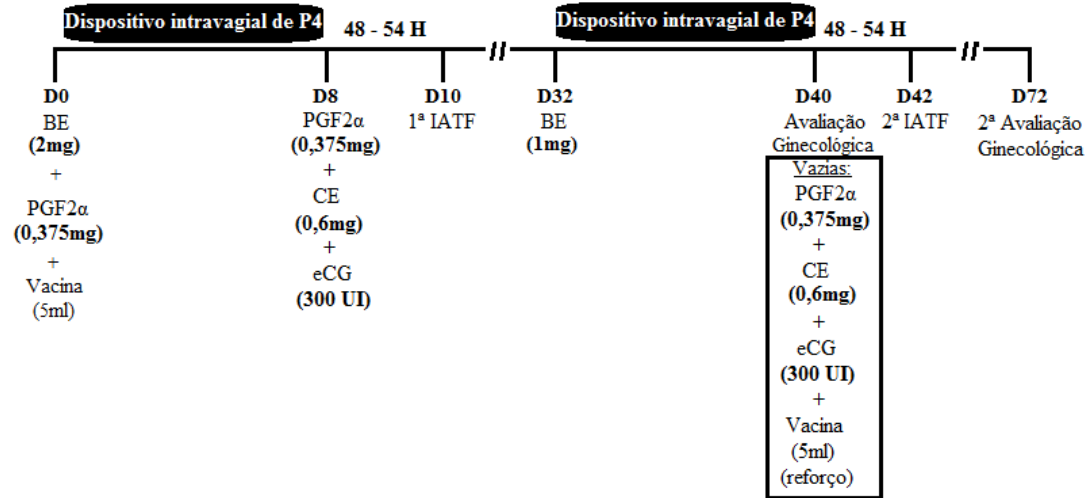 Dispositivo intravagial de P4
48 - 54 H
Dispositivo intravagial de P4
48 - 54 H
//
//
D0
BE
(2mg)
+
PGF2α
(0,375mg)
+
Vacina
(5ml)
D8
PGF2α
(0,375mg)
+
CE
(0,6mg)
+
eCG
(300 UI)
D10
1ª IATF
D32
BE
(1mg)
D40
Avaliação
Ginecológica
Vazias:
PGF2α
(0,375mg)
+
CE
(0,6mg)
+
eCG
(300 UI)
+
Vacina
(5ml)
(reforço)
D42
2ª IATF
D72
2ª Avaliação
Ginecológica